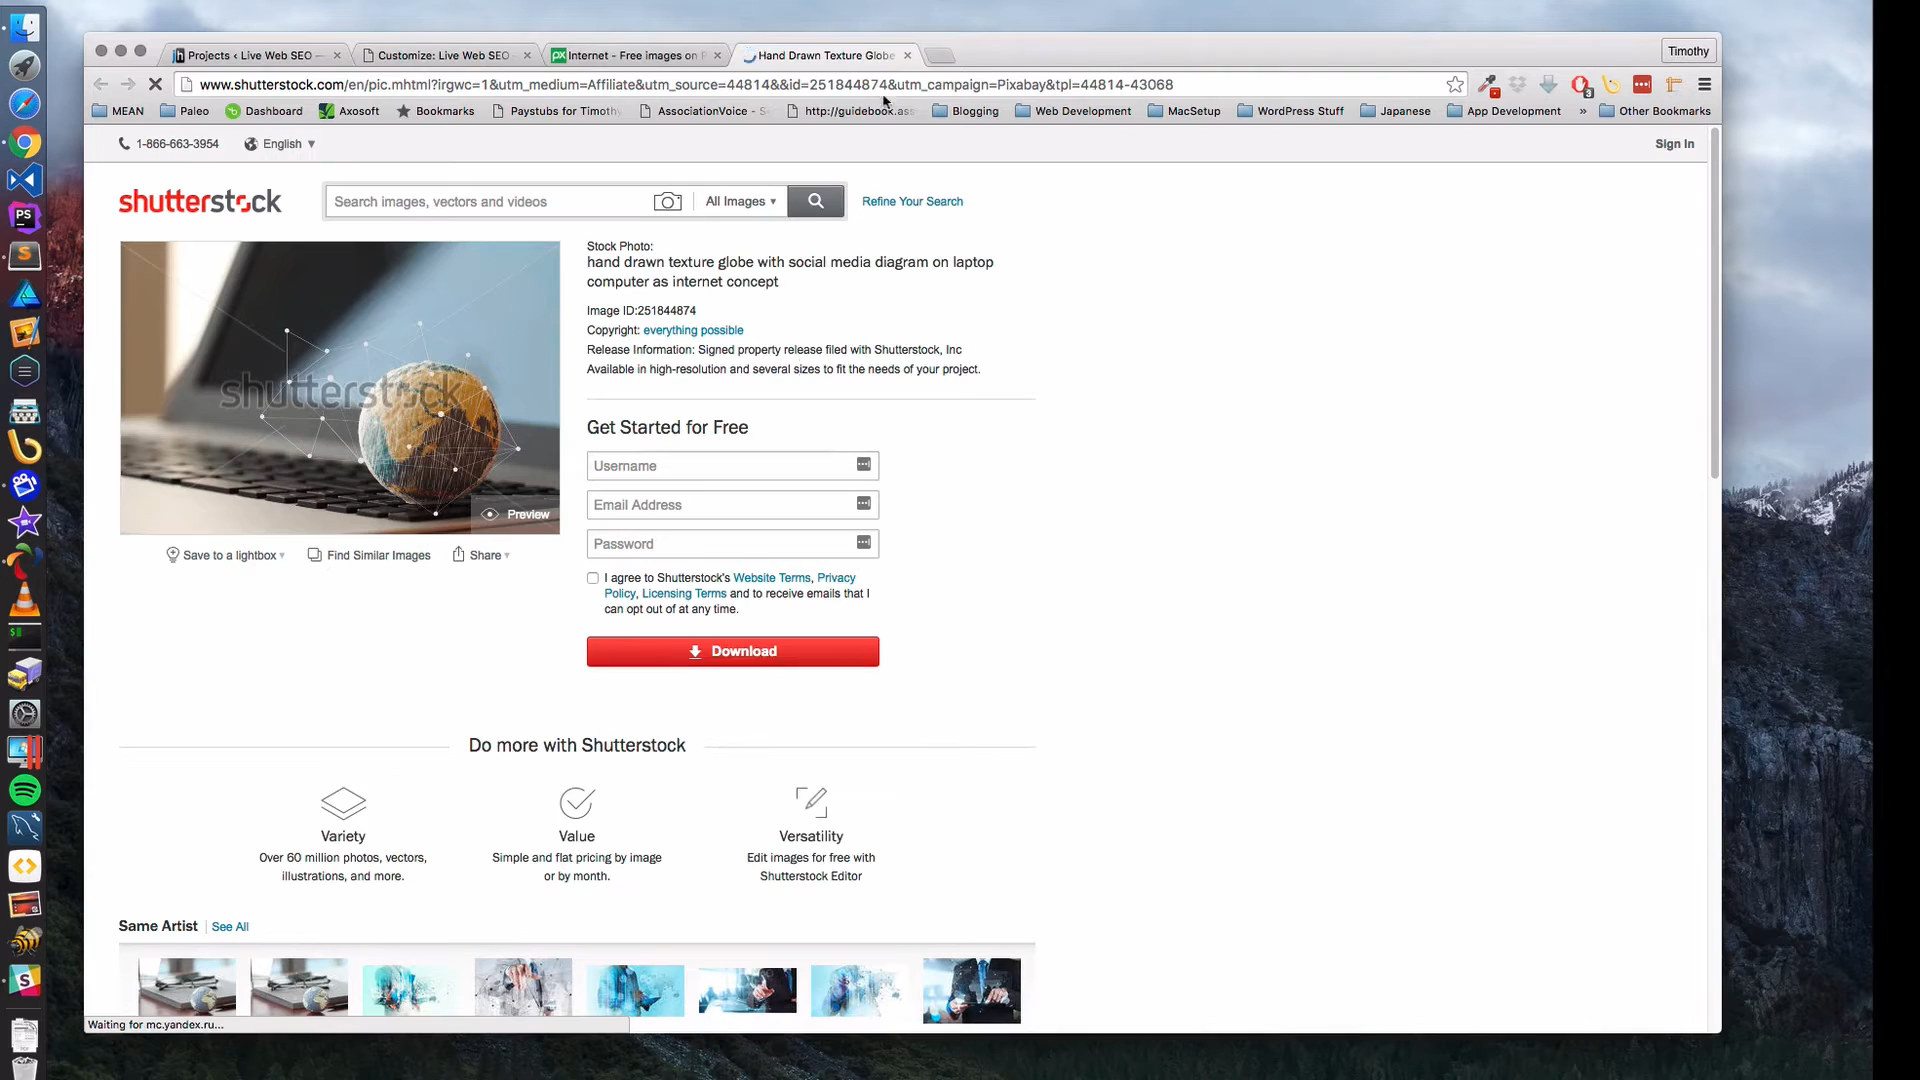 Projects ‹ Live Web SEO —
Customize: Live Web SEO -
px Internet - Free images on P
Hand Drawn Texture Globe
Timothy
www.shutterstock.com/en/pic.mhtml?irgwc=1&utm_medium=Affiliate&utm_source=44814&&id=251844874&utm_campaign=Pixabay&tpl=44814-43068
3
MEAN
Paleo
Dashboard
Axosoft
Bookmarks
Paystubs for Timothy
AssociationVoice - S
http://guidebook.ass
Blogging
Web Development
MacSetup
WordPress Stuff
Japanese
App Development
»
Other Bookmarks
1-866-663-3954
English
Sign In
shutterstock
Search images, vectors and videos
All Images
Refine Your Search
shutterstock
Preview
Save to a lightbox
Find Similar Images
Share
Stock Photo:
hand drawn texture globe with social media diagram on laptop
computer as internet concept
Image ID:251844874
Copyright: everything possible
Release Information: Signed property release filed with Shutterstock, Inc
Available in high-resolution and several sizes to fit the needs of your project.
Get Started for Free
Username
Email Address
Password
I agree to Shutterstock's Website Terms, Privacy
Policy, Licensing Terms and to receive emails that I
can opt out of at any time.
Download
Do more with Shutterstock
Variety
Over 60 million photos, vectors,
illustrations, and more.
Value
Simple and flat pricing by image
or by month.
Versatility
Edit images for free with
Shutterstock Editor
Same Artist
See All
Waiting for mc.yandex.ru...
PS
S
$